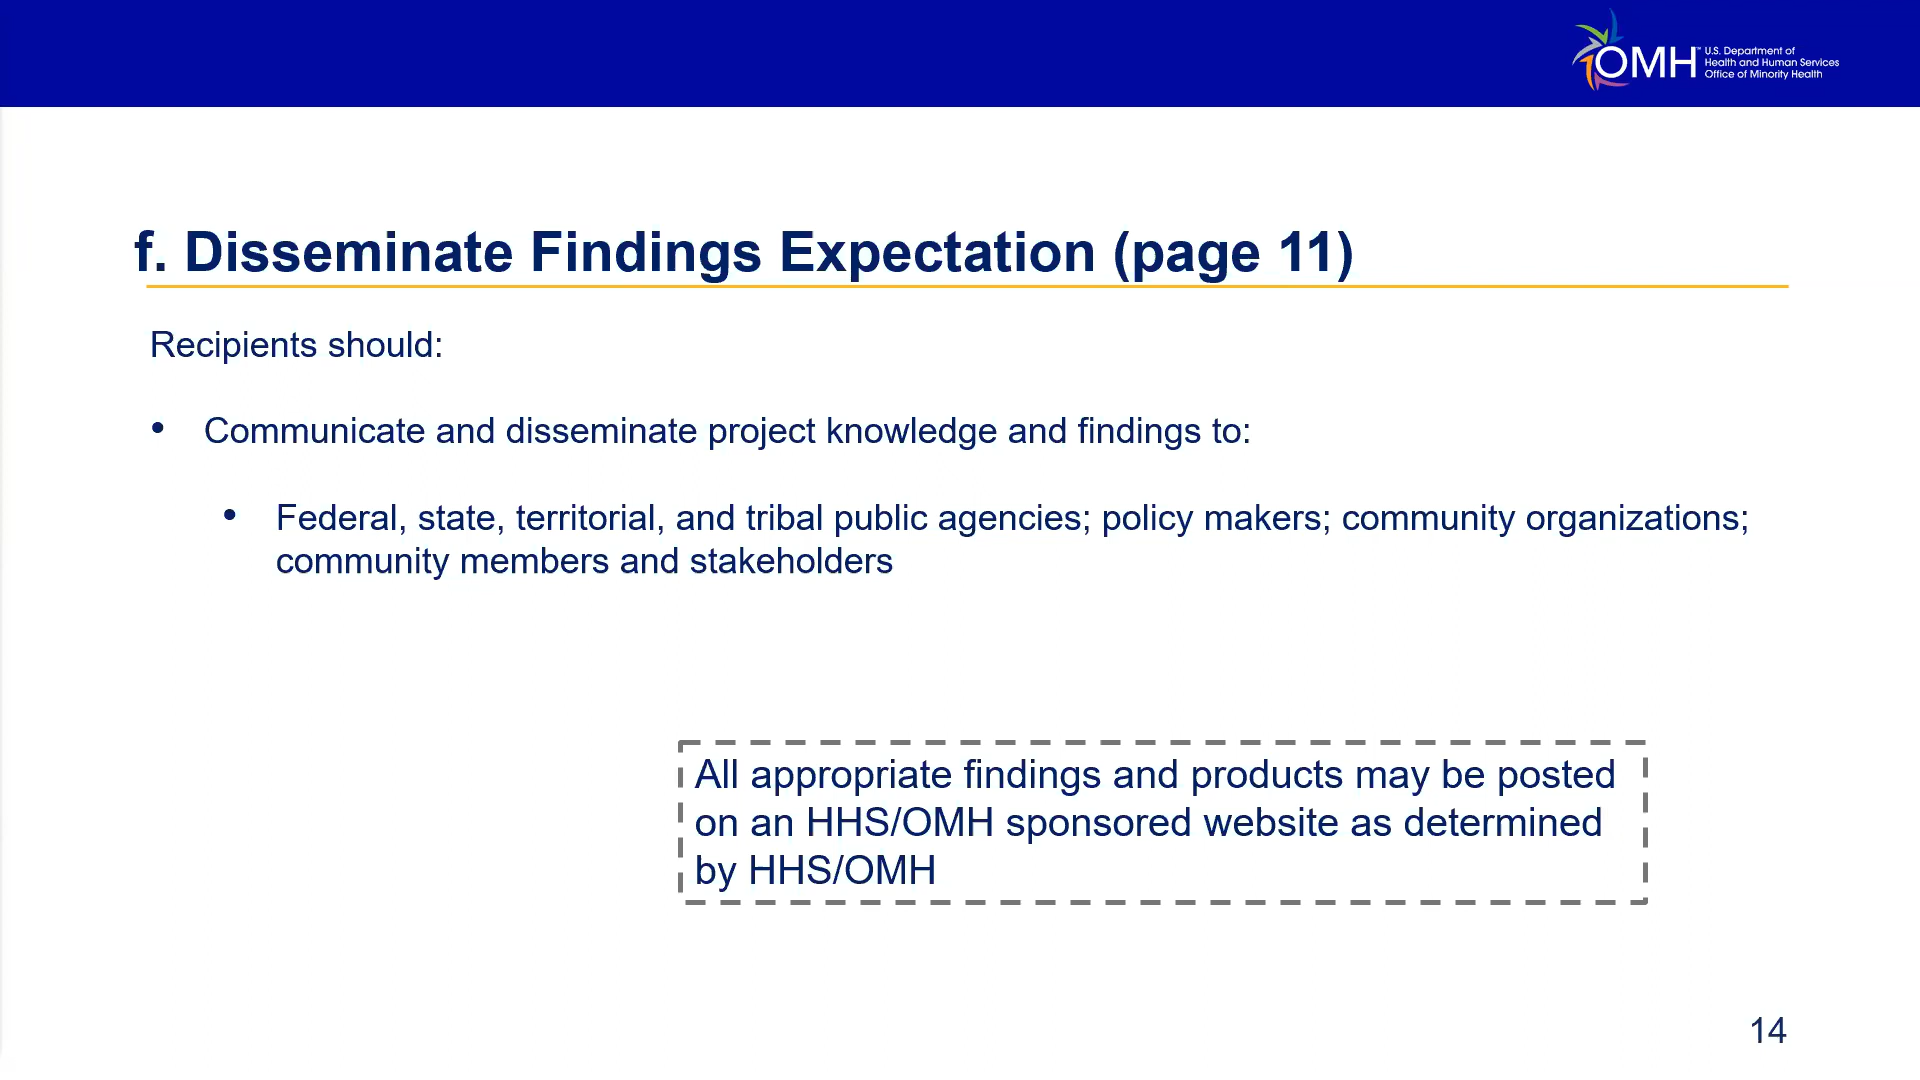 OMH™
U.S. Department of
Health and Human Services
Office of Minority Health
f. Disseminate Findings Expectation (page 11)
Recipients should:
• Communicate and disseminate project knowledge and findings to:
• Federal, state, territorial, and tribal public agencies; policy makers; community organizations;
community members and stakeholders
All appropriate findings and products may be posted
on an HHS/OMH sponsored website as determined
by HHS/OMH
14